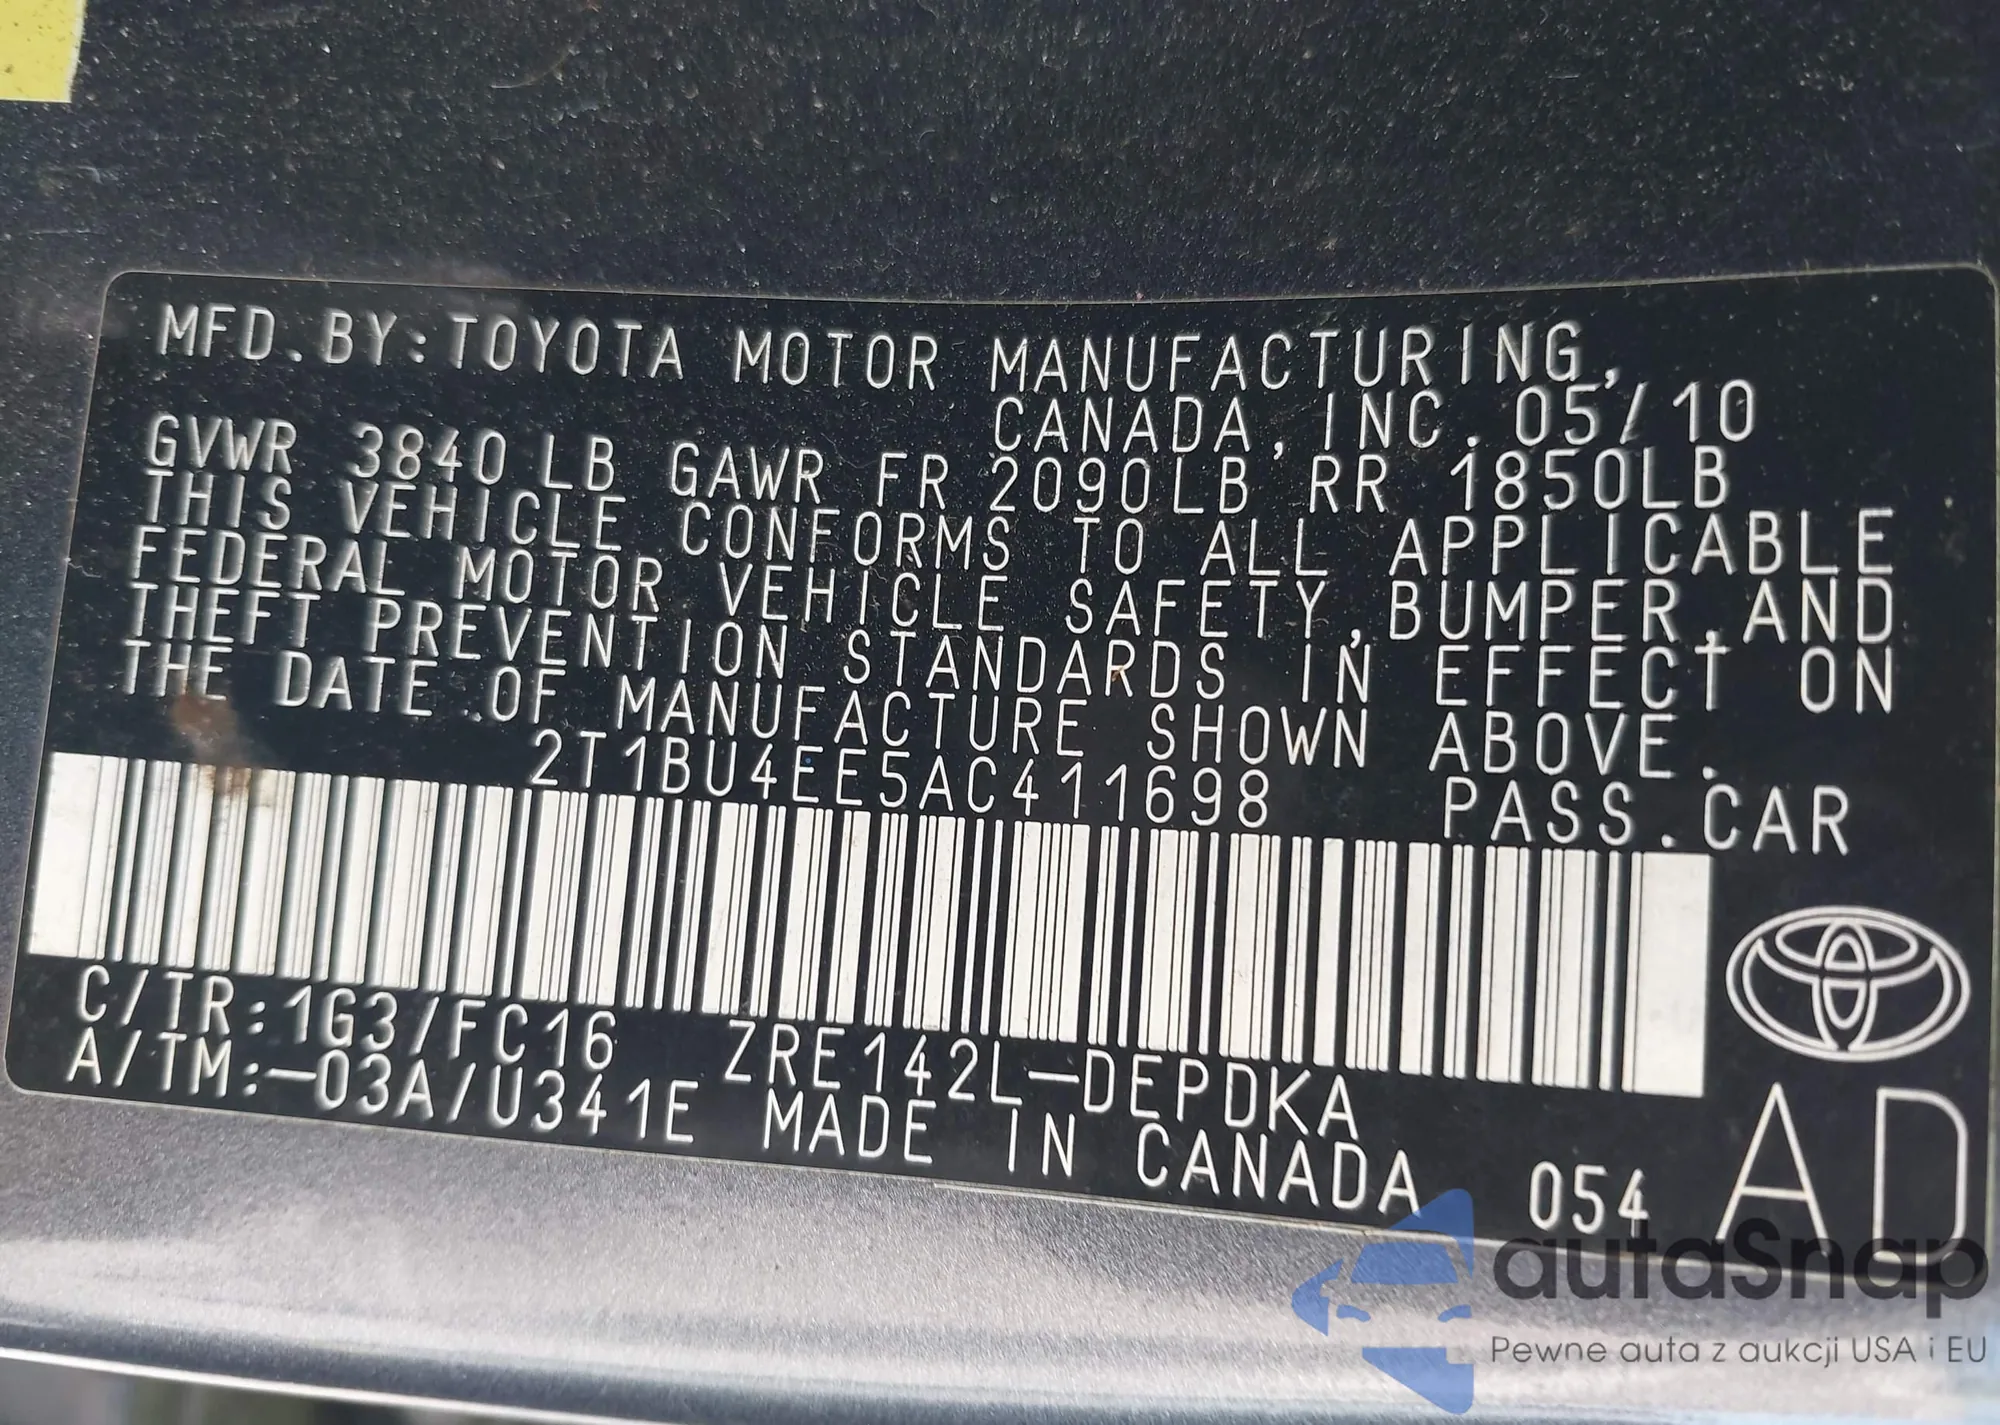 MFD.BY:TOYOTA MOTOR MANUFACTURING,
CANADA,INC. 05/10
GVWR 3840LB GAWR FR 2090LB RR 1850LB
THIS VEHICLE CONFORMS TO ALL APPLICABLE
FEDERAL MOTOR VEHICLE SAFETY,BUMPER,AND
THEFT PREVENTION STANDARDS IN EFFECT ON
THE DATE OF MANUFACTURE SHOWN ABOVE.
2T1BU4EE5AC411698 PASS.CAR
C/TR:1G3/FC16 ZRE142L-DEPDKA
A/TM:-03A/U341E MADE IN CANADA 054 AD
autaSnap
Pewne auta z aukcji USA i EU